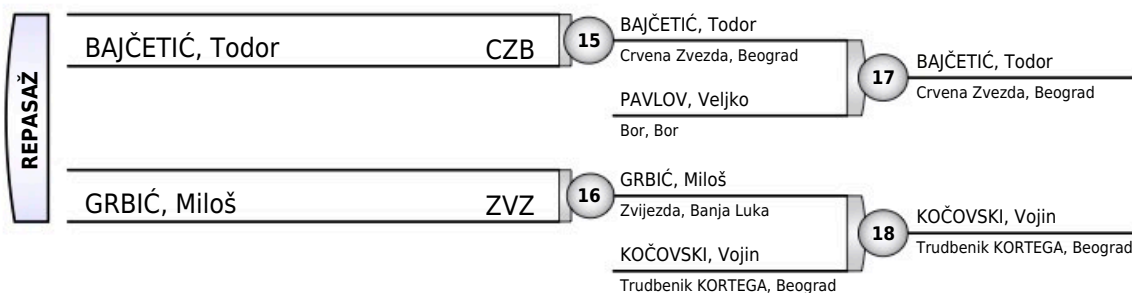 REPASAŽ
BAJČETIĆ, Todor CZB
15
BAJČETIĆ, Todor
Crvena Zvezda, Beograd
PAVLOV, Veljko
Bor, Bor
17
BAJČETIĆ, Todor
Crvena Zvezda, Beograd
GRBIĆ, Miloš ZVZ
16
GRBIĆ, Miloš
Zvijezda, Banja Luka
KOČOVSKI, Vojin
Trudbenik KORTEGA, Beograd
18
KOČOVSKI, Vojin
Trudbenik KORTEGA, Beograd